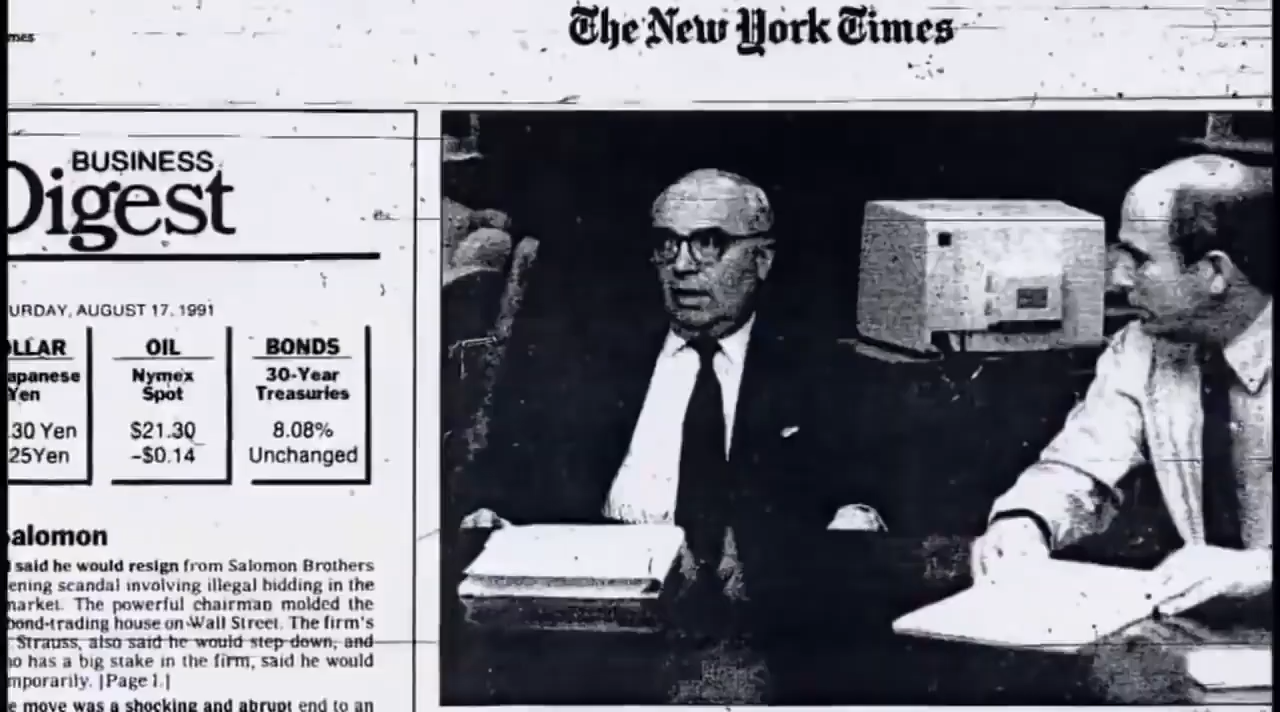 mes
The New York Times
BUSINESS
Digest
URDAY, AUGUST 17, 1991
LLAR
OIL
BONDS
apanese
Yen
Nymex
Spot
30-Year
Treasuries
.30 Yen
$21.30
8.08%
25Yen
-$0.14
Unchanged
Salomon
said he would resign from Salomon Brothers
ening scandal involving illegal bidding in the
market. The powerful chairman molded the
bond-trading house on Wall Street. The firm's
Strauss, also said he would step down, and
o has a big stake in the firm, said he would
mporarily. [Page 1.]
e move was a shocking and abrupt end to an